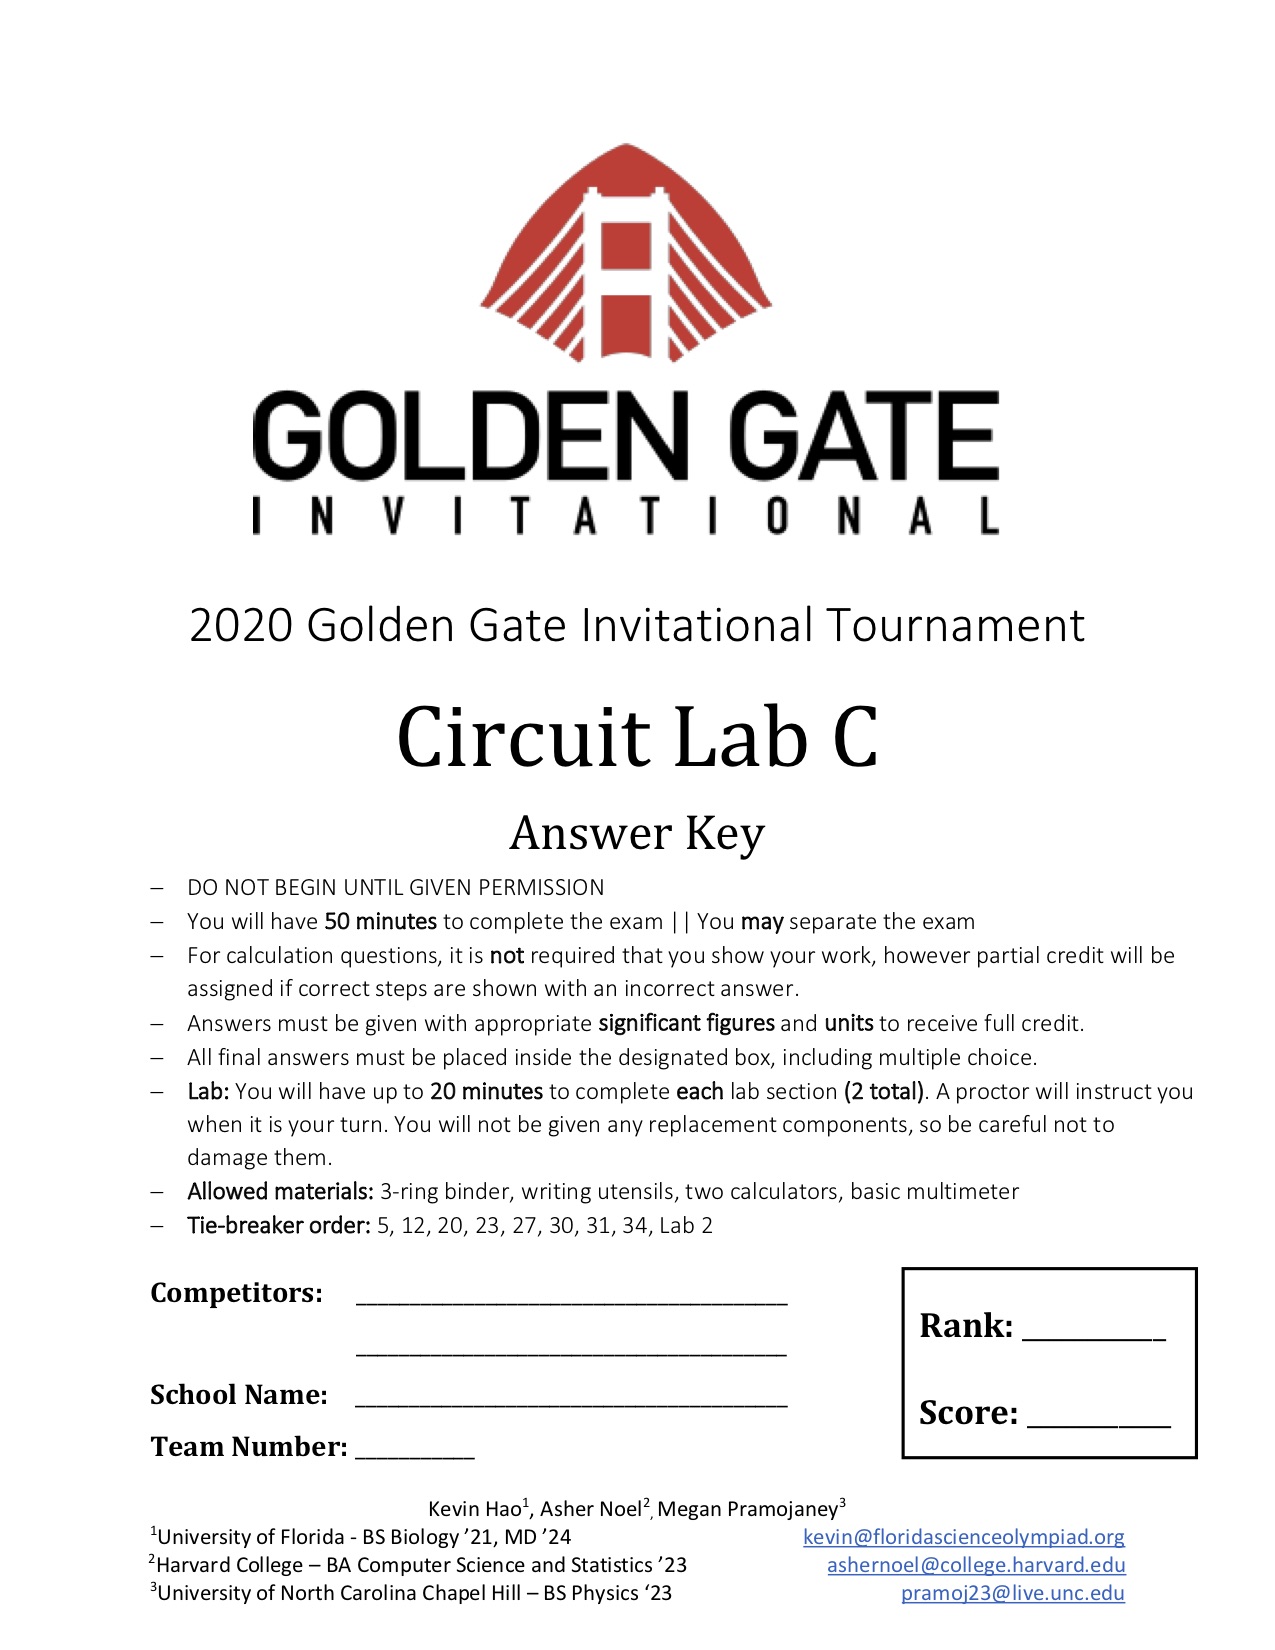 GOLDEN GATE
INVITATIONAL
2020 Golden Gate Invitational Tournament
Circuit Lab C
Answer Key
– DO NOT BEGIN UNTIL GIVEN PERMISSION
– You will have 50 minutes to complete the exam || You may separate the exam
– For calculation questions, it is not required that you show your work, however partial credit will be
assigned if correct steps are shown with an incorrect answer.
– Answers must be given with appropriate significant figures and units to receive full credit.
– All final answers must be placed inside the designated box, including multiple choice.
– Lab: You will have up to 20 minutes to complete each lab section (2 total). A proctor will instruct you
when it is your turn. You will not be given any replacement components, so be careful not to
damage them.
– Allowed materials: 3-ring binder, writing utensils, two calculators, basic multimeter
– Tie-breaker order: 5, 12, 20, 23, 27, 30, 31, 34, Lab 2
Competitors: ____________________________________
____________________________________
School Name: ____________________________________
Team Number: __________
Rank: _________
Score: _________
Kevin Hao1, Asher Noel2, Megan Pramojaney3
1University of Florida - BS Biology ’21, MD ’24 kevin@floridascienceolympiad.org
2Harvard College – BA Computer Science and Statistics ’23 ashernoel@college.harvard.edu
3University of North Carolina Chapel Hill – BS Physics ‘23 pramoj23@live.unc.edu